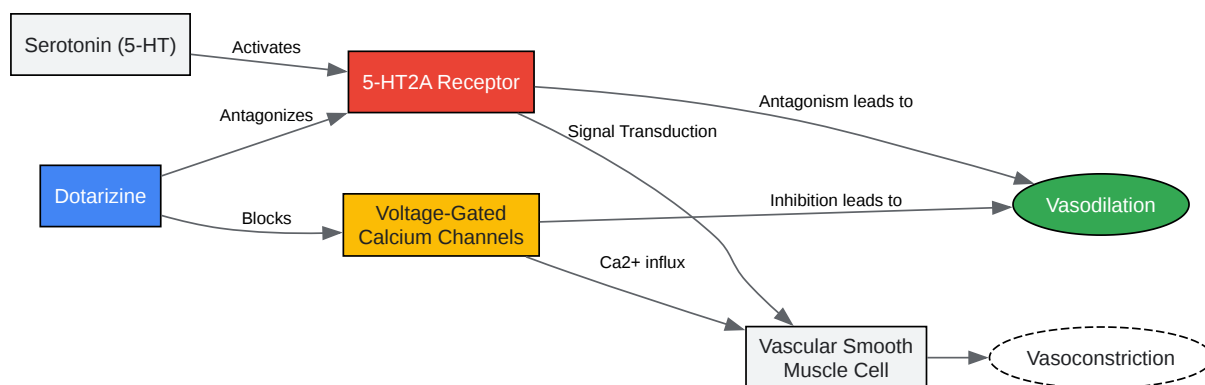 Serotonin (5-HT)
Activates
5-HT2A Receptor
Antagonizes
Antagonism leads to
Signal Transduction
Dotarizine
Blocks
Voltage-Gated
Calcium Channels
Inhibition leads to
Vasodilation
Ca2+ influx
Vascular Smooth
Muscle Cell
Vasoconstriction